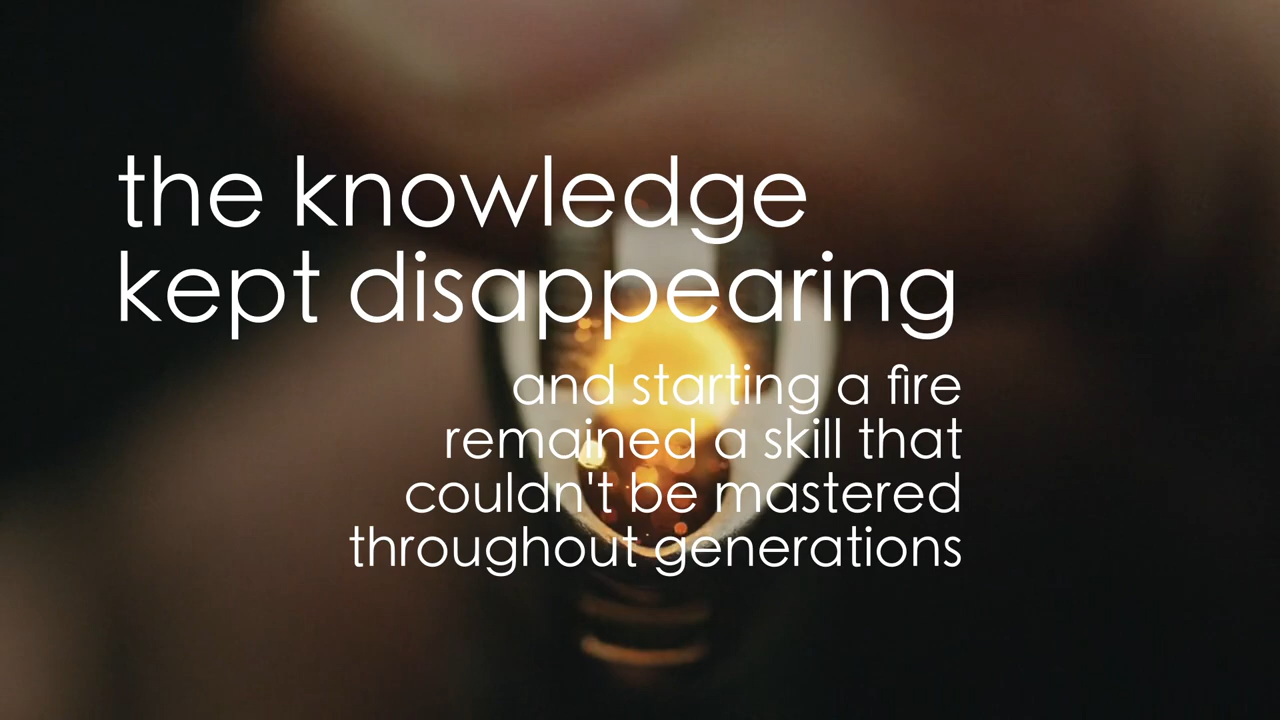 the knowledge
kept disappearing
and starting a fire
remained a skill that
couldn't be mastered
throughout generations